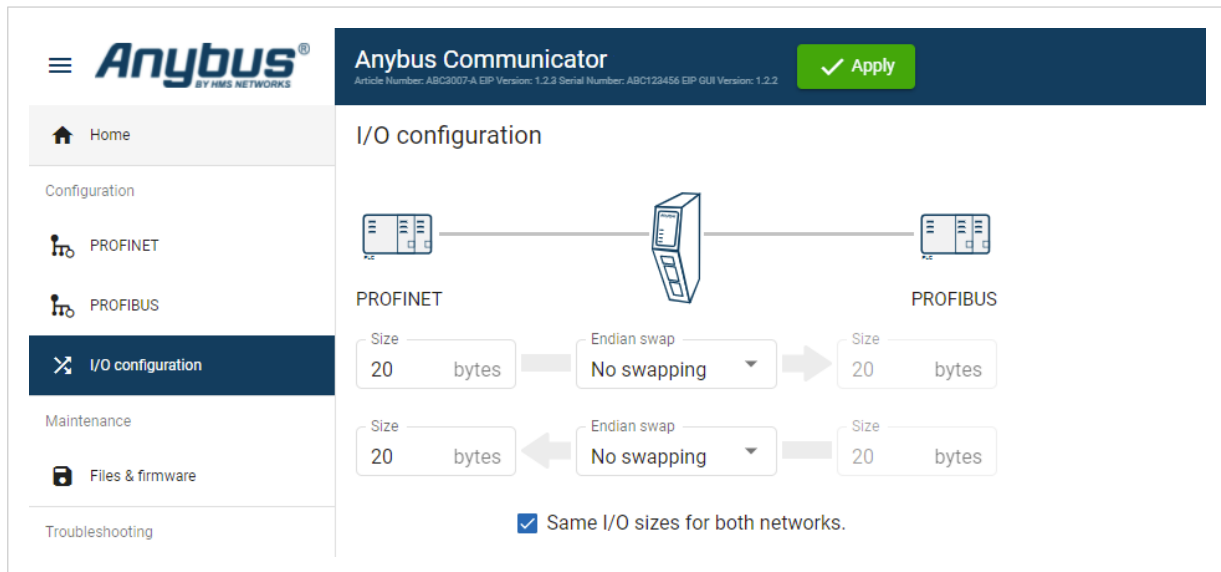 Anybus®
BY HMS NETWORKS
Anybus Communicator
Article Number: ABC3007-A EIP Version: 1.2.3 Serial Number: ABC123456 EIP GUI Version: 1.2.2
Apply
Home
Configuration
PROFINET
PROFIBUS
I/O configuration
Maintenance
Files & firmware
Troubleshooting
I/O configuration
PLC
PLC
PROFINET
PROFIBUS
Size
20 bytes
Endian swap
No swapping
Size
20 bytes
Size
20 bytes
Endian swap
No swapping
Size
20 bytes
Same I/O sizes for both networks.